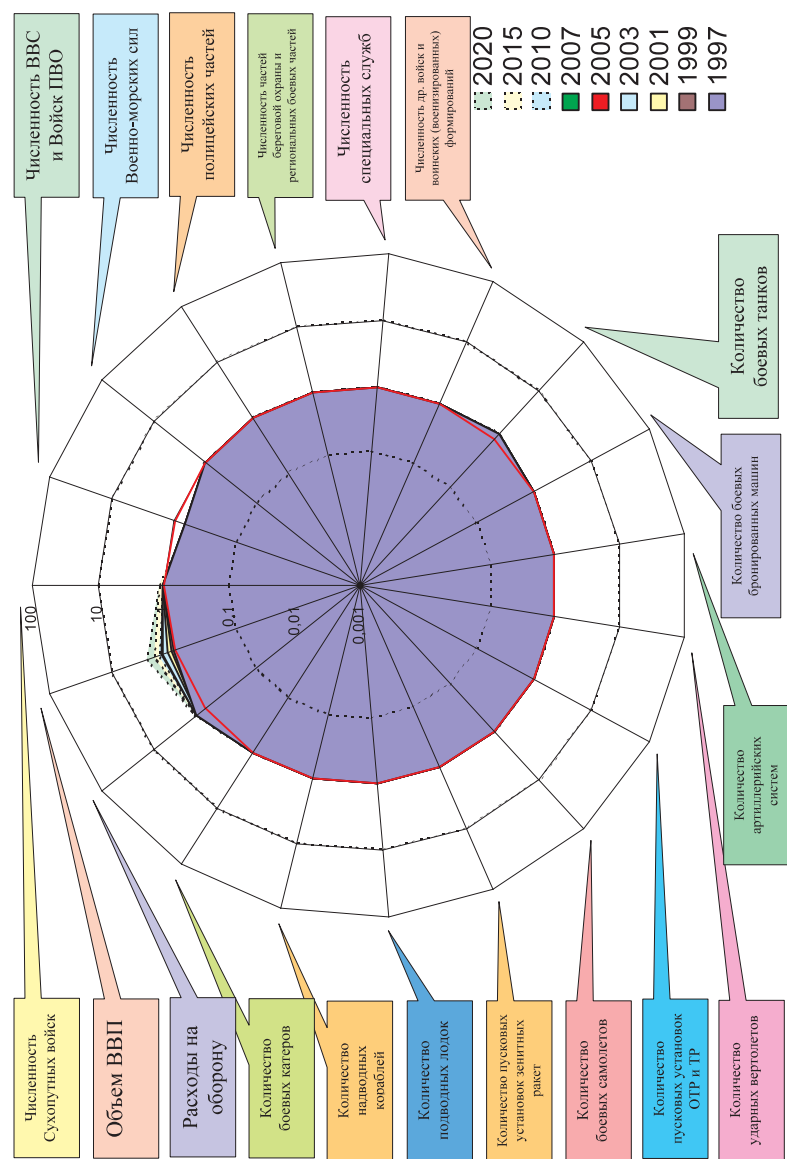 Численность ВВС
и Войск ПВО
Численность
Военно-морских сил
Численность
полицейских частей
Численность частей
береговой охраны и
региональных боевых частей
Численность
специальных служб
Численность др. войск и
воинских (военизированных)
формирований
2020
2015
2010
2007
2005
2003
2001
1999
1997
100
10
0,1
0,01
0,001
Количество
боевых танков
Количество боевых
бронированных машин
Количество
артиллерийских
систем
Численность
Сухопутных войск
Объем ВВП
Расходы на
оборону
Количество
боевых катеров
Количество
надводных
кораблей
Количество
подводных лодок
Количество пусковых
установок зенитных
ракет
Количество
боевых самолетов
Количество
пусковых установок
ОТР и ТР
Количество
ударных вертолетов